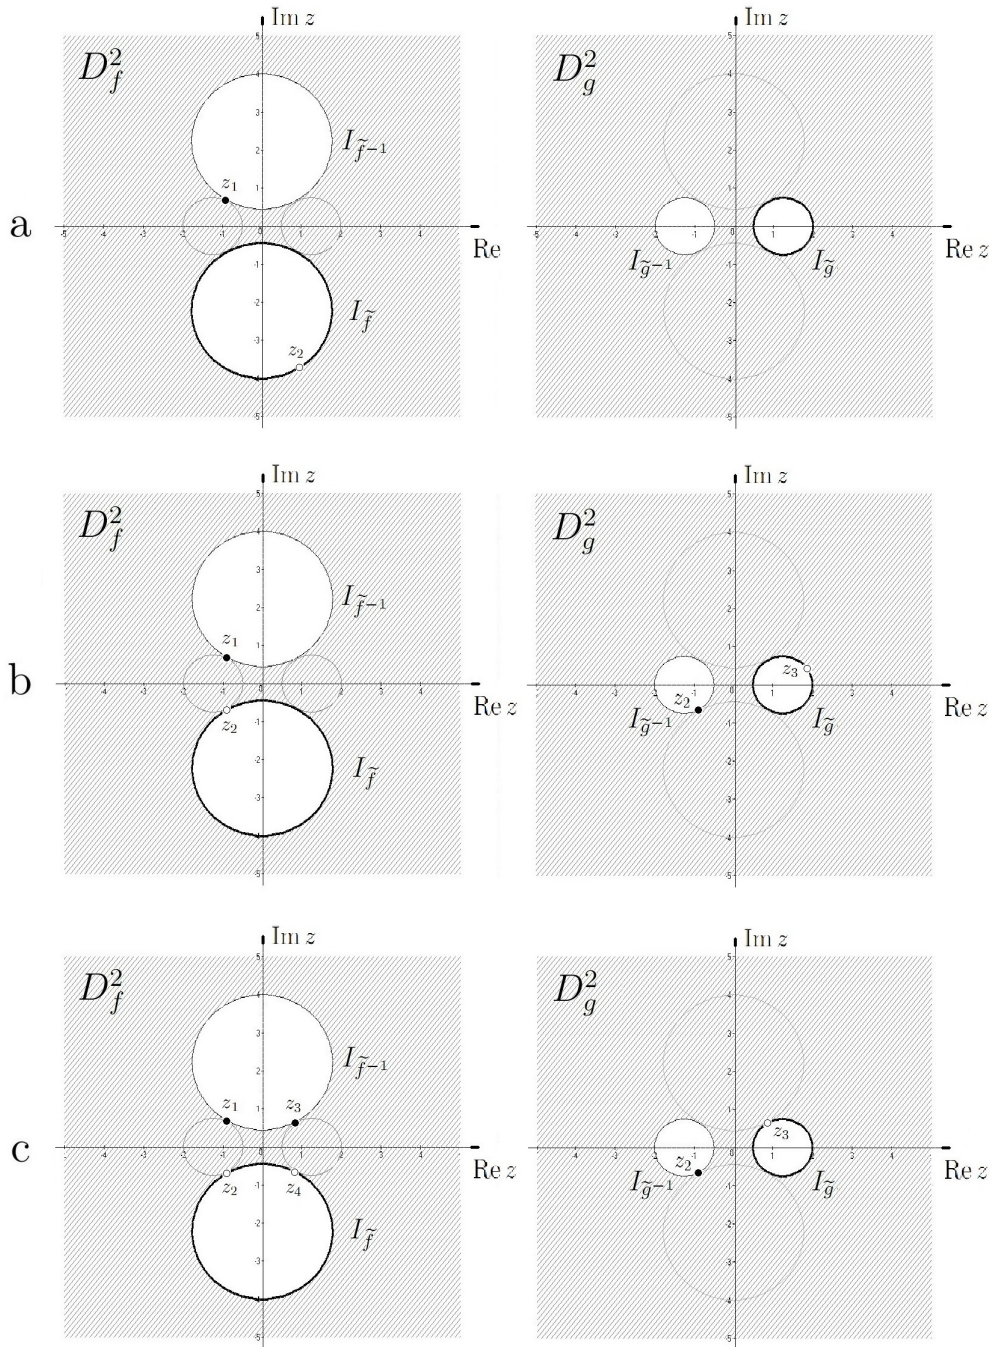 Im z
Im z
D_f^2
D_g^2
I_{\tilde{f}^{-1}}
z_1
a
Re
Re z
I_{\tilde{g}^{-1}}
I_{\tilde{g}}
I_{\tilde{f}}
z_2
Im z
Im z
D_f^2
D_g^2
I_{\tilde{f}^{-1}}
z_1
z_3
b
Re z
Re z
z_2
z_2
I_{\tilde{g}^{-1}}
I_{\tilde{g}}
I_{\tilde{f}}
Im z
Im z
D_f^2
D_g^2
I_{\tilde{f}^{-1}}
z_1
z_3
z_3
c
Re z
Re z
z_2
z_4
z_2
I_{\tilde{g}^{-1}}
I_{\tilde{g}}
I_{\tilde{f}}